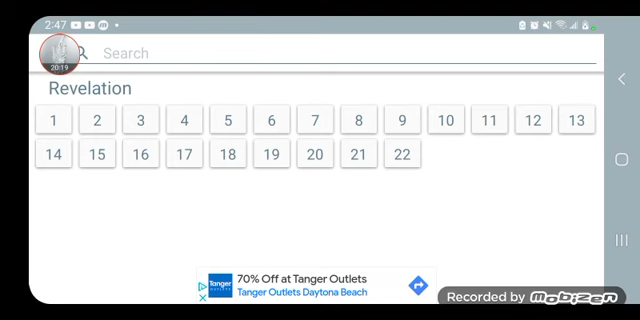 2:47
20:19
Search
Revelation
1 2 3 4 5 6 7 8 9 10 11 12 13
14 15 16 17 18 19 20 21 22
Tanger
OUTLETS
70% Off at Tanger Outlets
Tanger Outlets Daytona Beach
Recorded by Mobizen